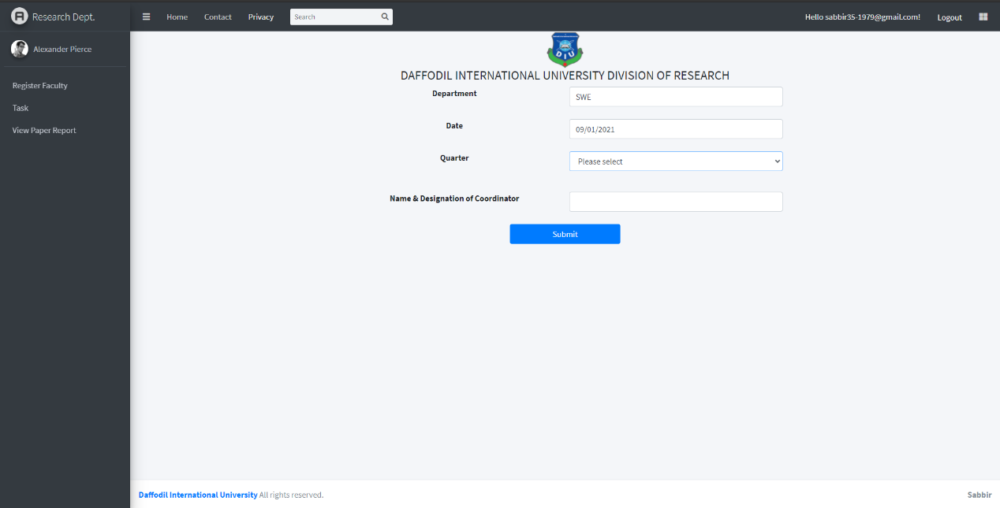 Research Dept.
Home Contact Privacy Search Hello sabbir35-1979@gmail.com! Logout
Alexander Pierce
Register Faculty
Task
View Paper Report
DIU
DAFFODIL INTERNATIONAL UNIVERSITY DIVISION OF RESEARCH
Department SWE
Date 09/01/2021
Quarter Please select
Name & Designation of Coordinator
Submit
Daffodil International University All rights reserved. Sabbir